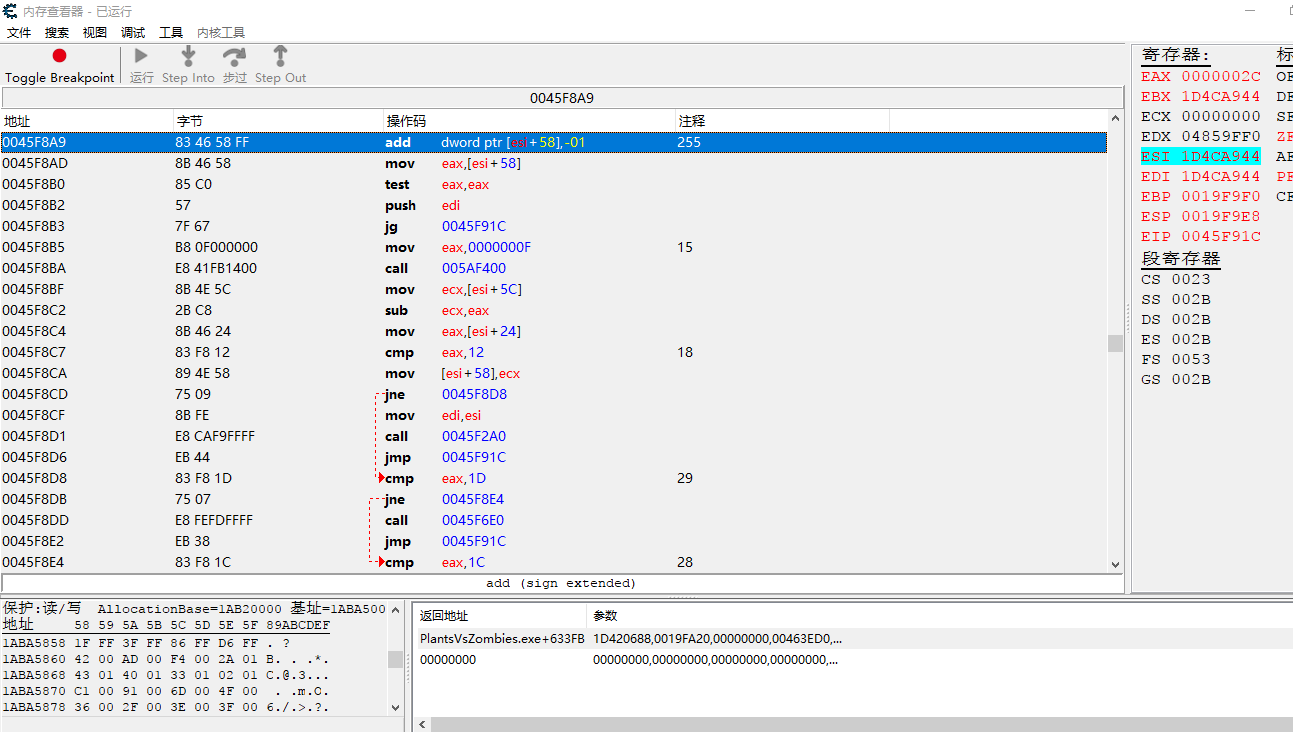 内存查看器 - 已运行
文件 搜索 视图 调试 工具 内核工具
Toggle Breakpoint 运行 Step Into 步过 Step Out
0045F8A9
地址 字节 操作码 注释
0045F8A9 83 46 58 FF add dword ptr [esi+58],-01 255
0045F8AD 8B 46 58 mov eax,[esi+58]
0045F8B0 85 C0 test eax,eax
0045F8B2 57 push edi
0045F8B3 7F 67 jg 0045F91C
0045F8B5 B8 0F000000 mov eax,0000000F 15
0045F8BA E8 41FB1400 call 005AF400
0045F8BF 8B 4E 5C mov ecx,[esi+5C]
0045F8C2 2B C8 sub ecx,eax
0045F8C4 8B 46 24 mov eax,[esi+24]
0045F8C7 83 F8 12 cmp eax,12 18
0045F8CA 89 4E 58 mov [esi+58],ecx
0045F8CD 75 09 jne 0045F8D8
0045F8CF 8B FE mov edi,esi
0045F8D1 E8 CAF9FFFF call 0045F2A0
0045F8D6 EB 44 jmp 0045F91C
0045F8D8 83 F8 1D cmp eax,1D 29
0045F8DB 75 07 jne 0045F8E4
0045F8DD E8 FEFDFFFF call 0045F6E0
0045F8E2 EB 38 jmp 0045F91C
0045F8E4 83 F8 1C cmp eax,1C 28
add (sign extended)
寄存器: 标
EAX 0000002C OF
EBX 1D4CA944 DF
ECX 00000000 SF
EDX 04859FF0 ZF
ESI 1D4CA944 AF
EDI 1D4CA944 PF
EBP 0019F9F0 CF
ESP 0019F9E8
EIP 0045F91C
段寄存器
CS 0023
SS 002B
DS 002B
ES 002B
FS 0053
GS 002B
保护:读/写 AllocationBase=1AB20000 基址=1ABA500
地址 58 59 5A 5B 5C 5D 5E 5F 89ABCDEF
1ABA5858 1F FF 3F FF 86 FF D6 FF . ?
1ABA5860 42 00 AD 00 F4 00 2A 01 B. . .*.
1ABA5868 43 01 40 01 33 01 02 01 C.@.3...
1ABA5870 C1 00 91 00 6D 00 4F 00 . .m.O.
1ABA5878 36 00 2F 00 3E 00 3F 00 6./.>.?.
返回地址 参数
PlantsVsZombies.exe+633FB 1D420688,0019FA20,00000000,00463ED0,...
00000000 00000000,00000000,00000000,00000000,...